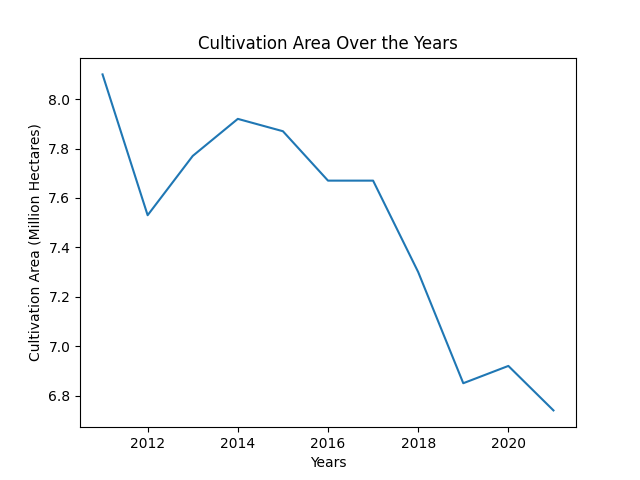 Cultivation Area Over the Years
Cultivation Area (Million Hectares)
8.0
7.8
7.6
7.4
7.2
7.0
6.8
2012 2014 2016 2018 2020
Years